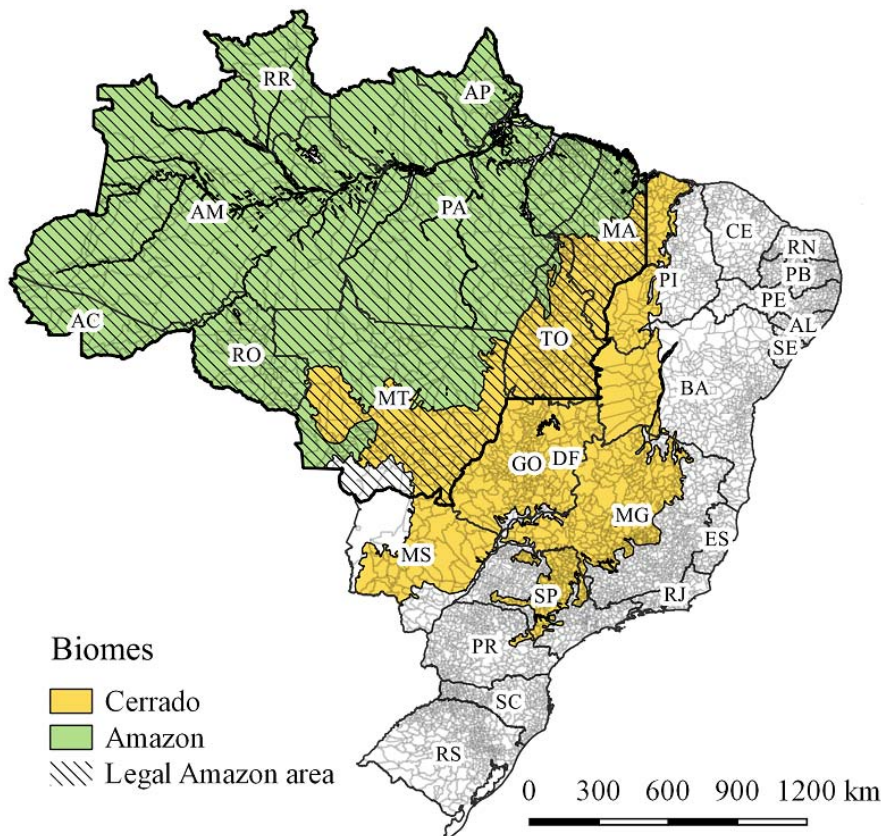 RR
AP
AM
PA
MA
CE
RN
PI
PB
PE
AC
AL
TO
RO
SE
MT
BA
GO
DF
MG
ES
MS
SP
RJ
PR
SC
RS
Biomes
Cerrado
Amazon
Legal Amazon area
0 300 600 900 1200 km